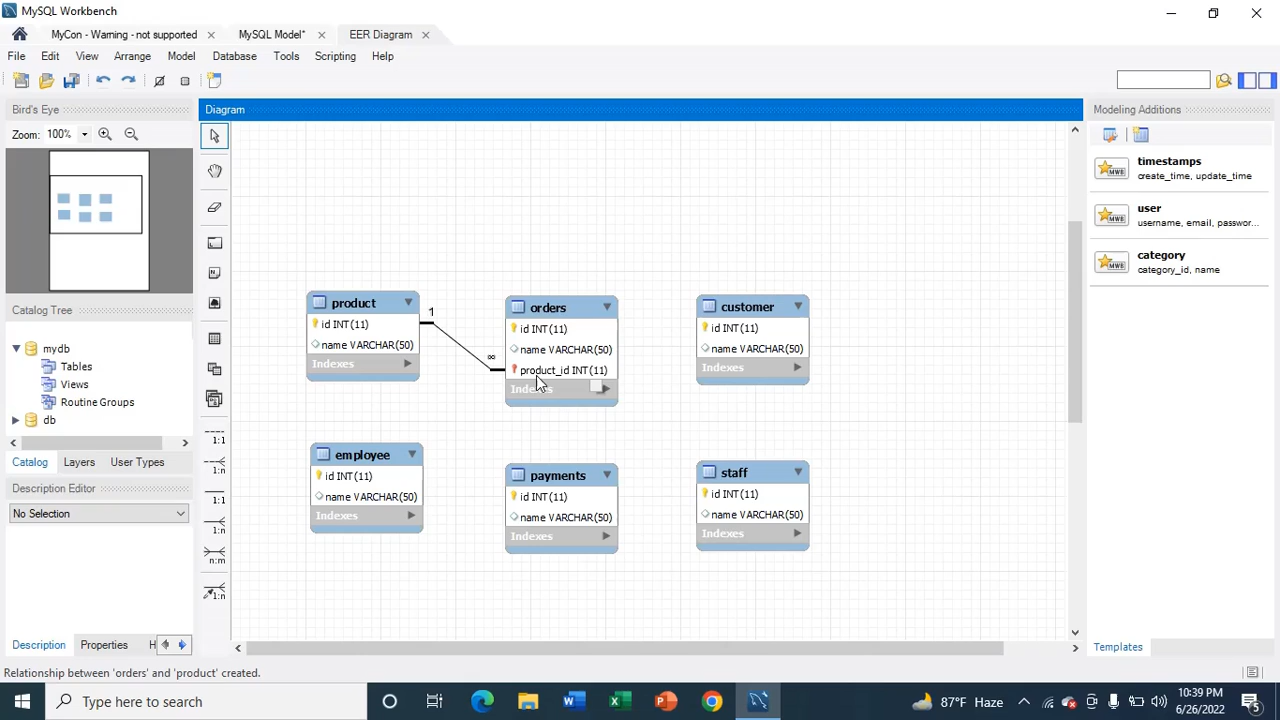 MySQL Workbench
MyCon - Warning - not supported
MySQL Model*
EER Diagram
File Edit View Arrange Model Database Tools Scripting Help
Bird's Eye
Zoom: 100%
Catalog Tree
mydb
Tables
Views
Routine Groups
db
Catalog Layers User Types
Description Editor
No Selection
Description Properties H
1:1
1:n
1:1
1:n
n:m
1:n
Diagram
product
id INT(11)
name VARCHAR(50)
Indexes
1
∞
orders
id INT(11)
name VARCHAR(50)
product_id INT(11)
Indexes
customer
id INT(11)
name VARCHAR(50)
Indexes
employee
id INT(11)
name VARCHAR(50)
Indexes
payments
id INT(11)
name VARCHAR(50)
Indexes
staff
id INT(11)
name VARCHAR(50)
Indexes
Modeling Additions
timestamps
create_time, update_time
user
username, email, passwor...
category
category_id, name
Templates
Relationship between 'orders' and 'product' created.
Type here to search
87°F Haze
10:39 PM
6/26/2022
5